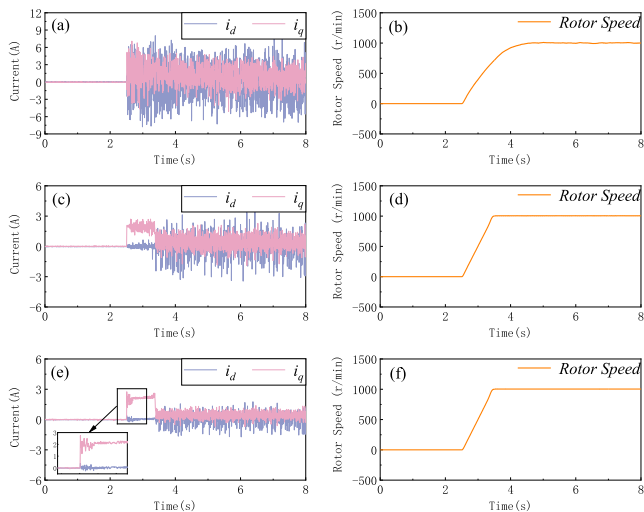 (a)
i_d
i_q
Current(A)
12
9
6
3
0
-3
-6
-9
0
2
4
6
8
Time(s)
(b)
Rotor Speed
Rotor Speed (r/min)
1500
1000
500
0
-500
0
2
4
6
8
Time(s)
(c)
i_d
i_q
Current(A)
6
3
0
-3
-6
0
2
4
6
8
Time(s)
(d)
Rotor Speed
Rotor Speed (r/min)
1500
1000
500
0
-500
0
2
4
6
8
Time(s)
(e)
i_d
i_q
Current(A)
6
3
0
-3
-6
3
2
1
0
0
2
4
6
8
Time(s)
(f)
Rotor Speed
Rotor Speed (r/min)
1500
1000
500
0
-500
0
2
4
6
8
Time(s)